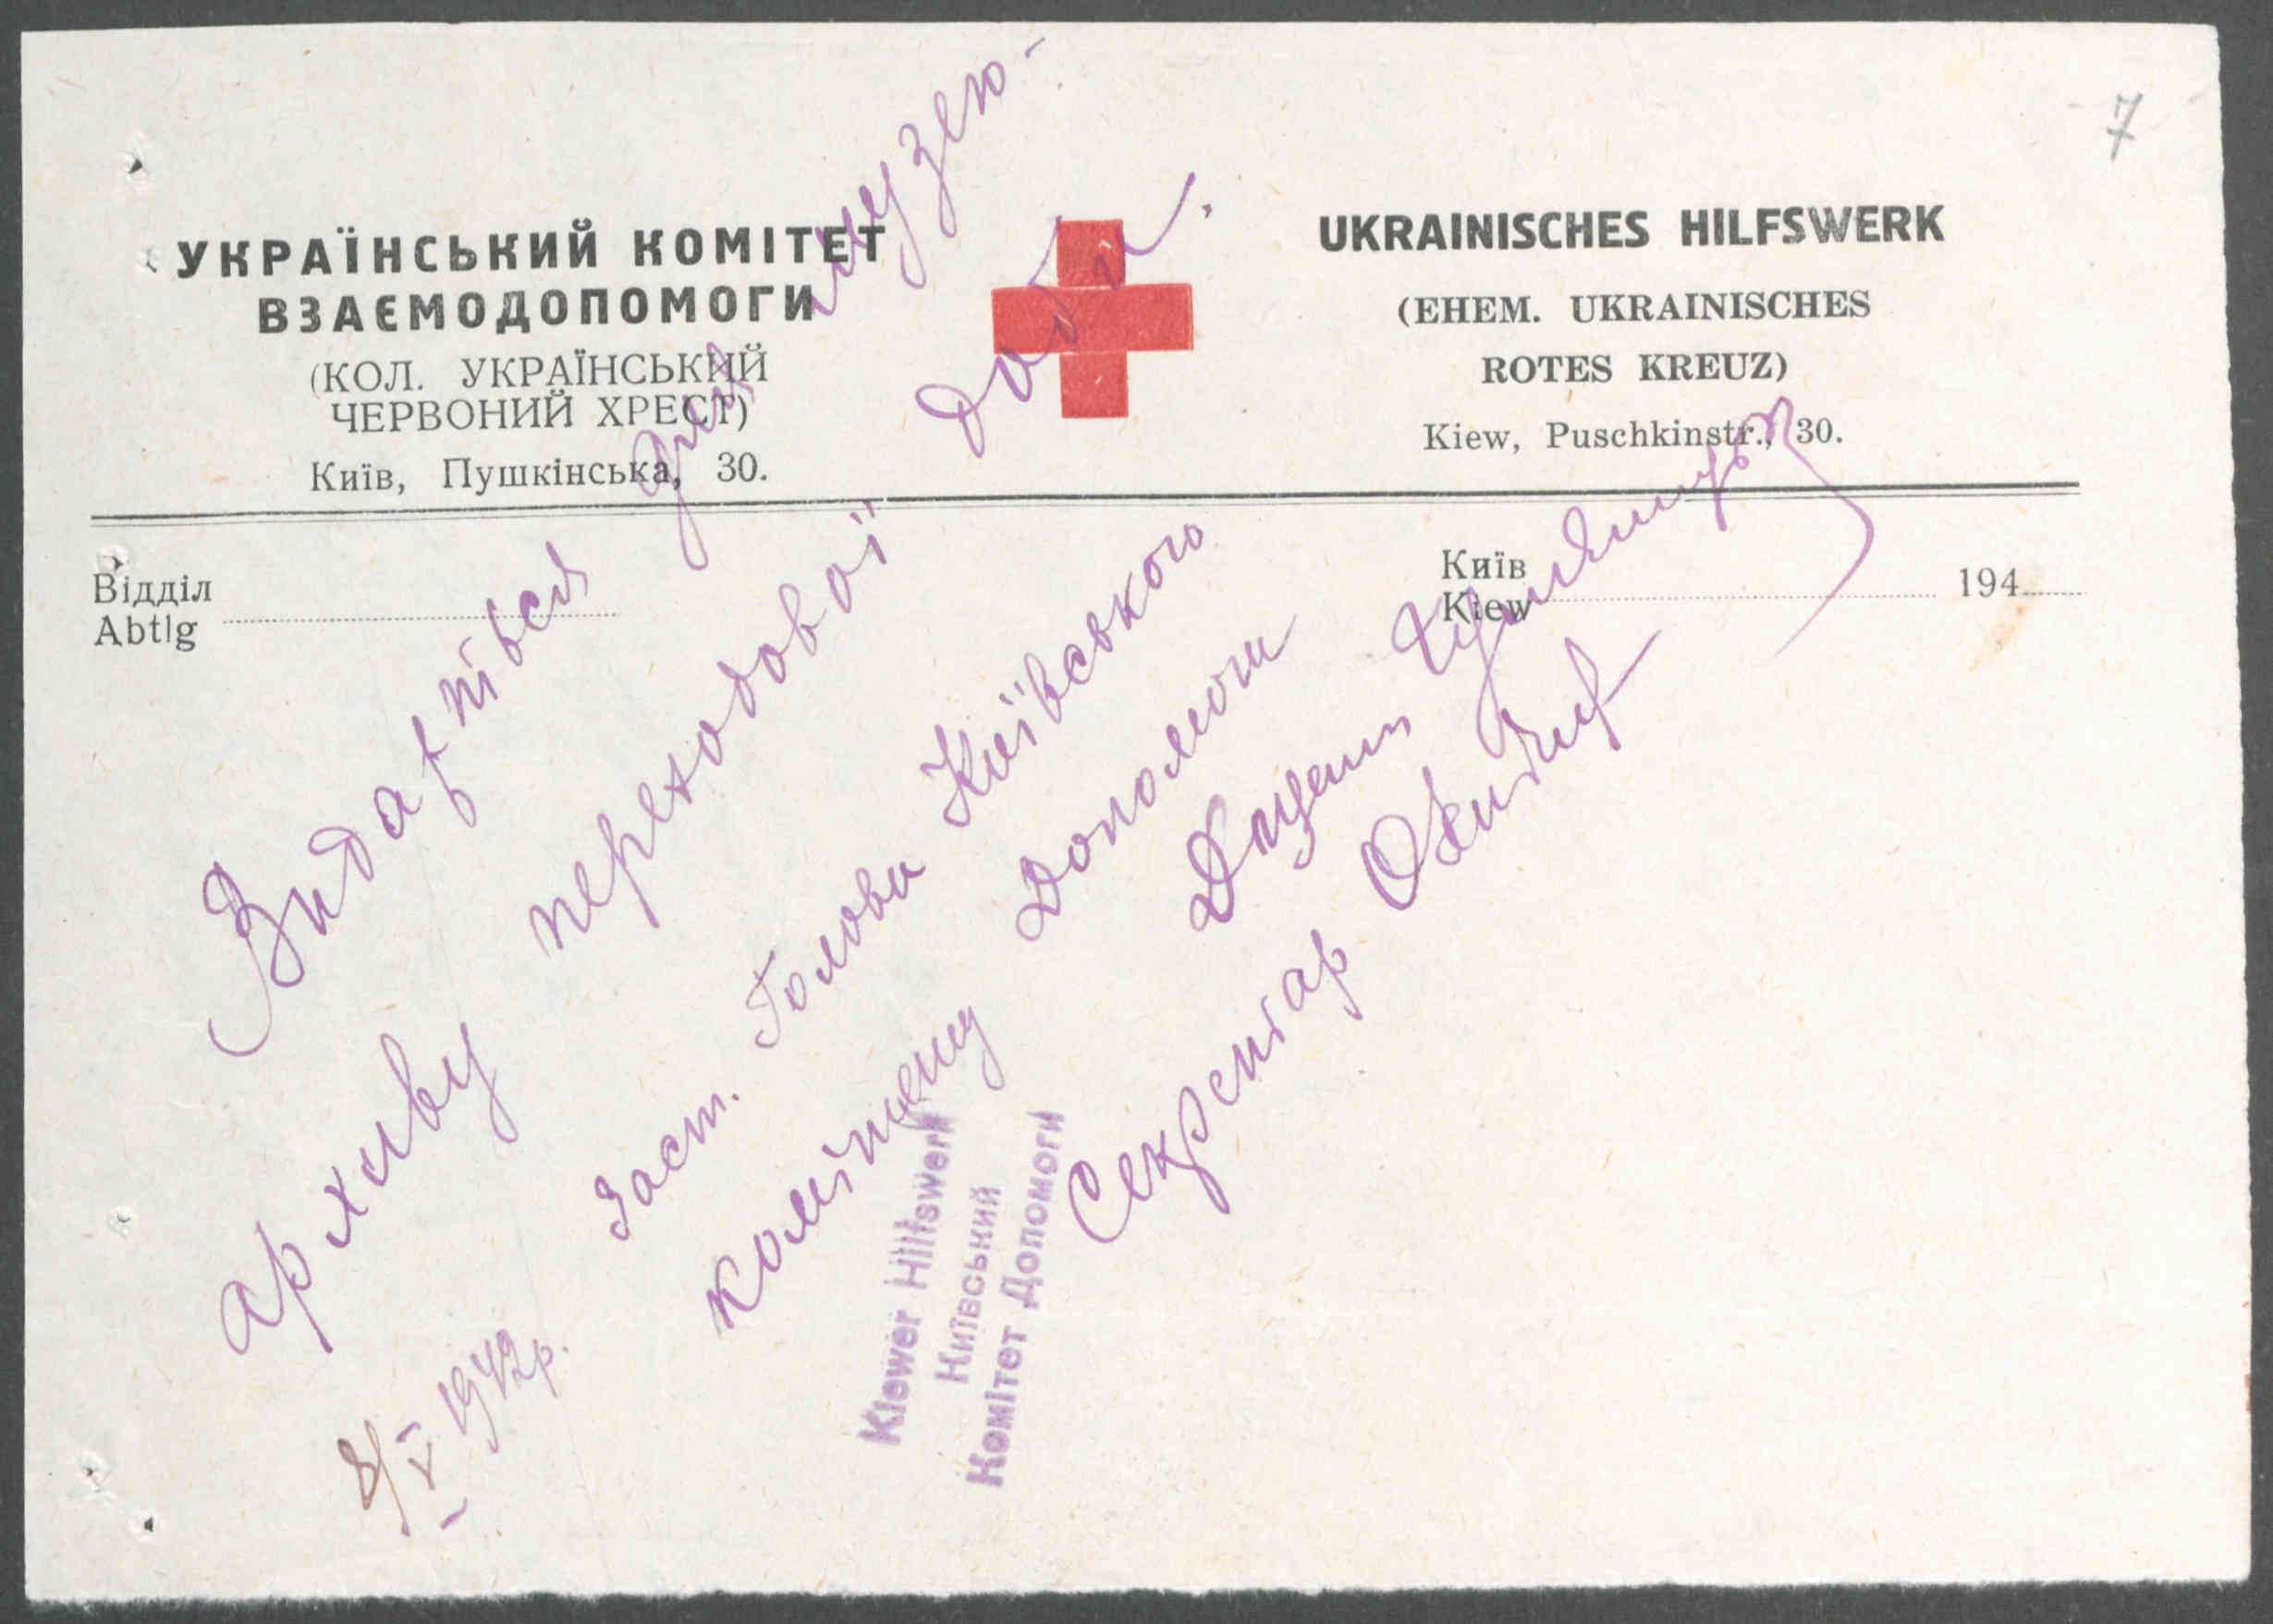 7
УКРАЇНСЬКИЙ КОМІТЕТ
ВЗАЄМОДОПОМОГИ
(КОЛ. УКРАЇНСЬКИЙ
ЧЕРВОНИЙ ХРЕСТ)
Київ, Пушкінська, 30.
UKRAINISCHES HILFSWERK
(EHEM. UKRAINISCHES
ROTES KREUZ)
Kiew, Puschkinstr., 30.
Відділ
Abtlg
Київ
Kiew
194
для музею-
архиву переходової доби.
Заст. Голови Київського
комітету Допомоги
Секретар
8/V 1942р.
Kiewer Hilfswerk
Київський
Комітет Допомоги